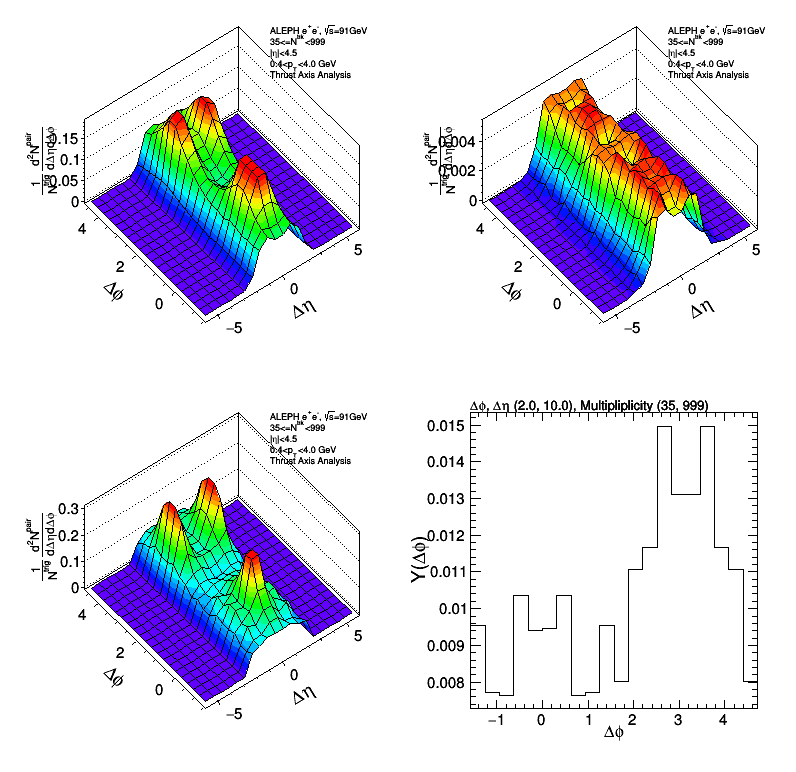 ALEPH e⁺e⁻, √s=91GeV
35<=N^trk<999
|η|<4.5
0.4<p_T<4.0 GeV
Thrust Axis Analysis
1/N^trig d²N^pair/dΔηdΔφ
0.15
0.1
0.05
0
4
2
0
Δφ
−5
0
5
Δη
ALEPH e⁺e⁻, √s=91GeV
35<=N^trk<999
|η|<4.5
0.4<p_T<4.0 GeV
Thrust Axis Analysis
1/N^trig d²N^pair/dΔηdΔφ
0.004
0.002
0
4
2
0
Δφ
−5
0
5
Δη
ALEPH e⁺e⁻, √s=91GeV
35<=N^trk<999
|η|<4.5
0.4<p_T<4.0 GeV
Thrust Axis Analysis
1/N^trig d²N^pair/dΔηdΔφ
0.3
0.2
0.1
0
4
2
0
Δφ
−5
0
5
Δη
Δφ, Δη (2.0, 10.0), Multipliplicity (35, 999)
Y(Δφ)
0.015
0.014
0.013
0.012
0.011
0.01
0.009
0.008
−1 0 1 2 3 4
Δφ